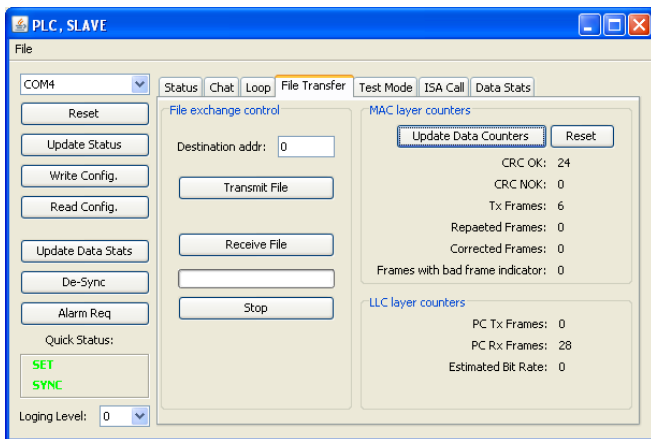 PLC, SLAVE
File
COM4
Reset
Update Status
Write Config.
Read Config.
Update Data Stats
De-Sync
Alarm Req
Quick Status:
SET
SYNC
Loging Level: 0
Status Chat Loop File Transfer Test Mode ISA Call Data Stats
File exchange control
Destination addr: 0
Transmit File
Receive File
Stop
MAC layer counters
Update Data Counters Reset
CRC OK: 24
CRC NOK: 0
Tx Frames: 6
Repaeted Frames: 0
Corrected Frames: 0
Frames with bad frame indicator: 0
LLC layer counters
PC Tx Frames: 0
PC Rx Frames: 28
Estimated Bit Rate: 0